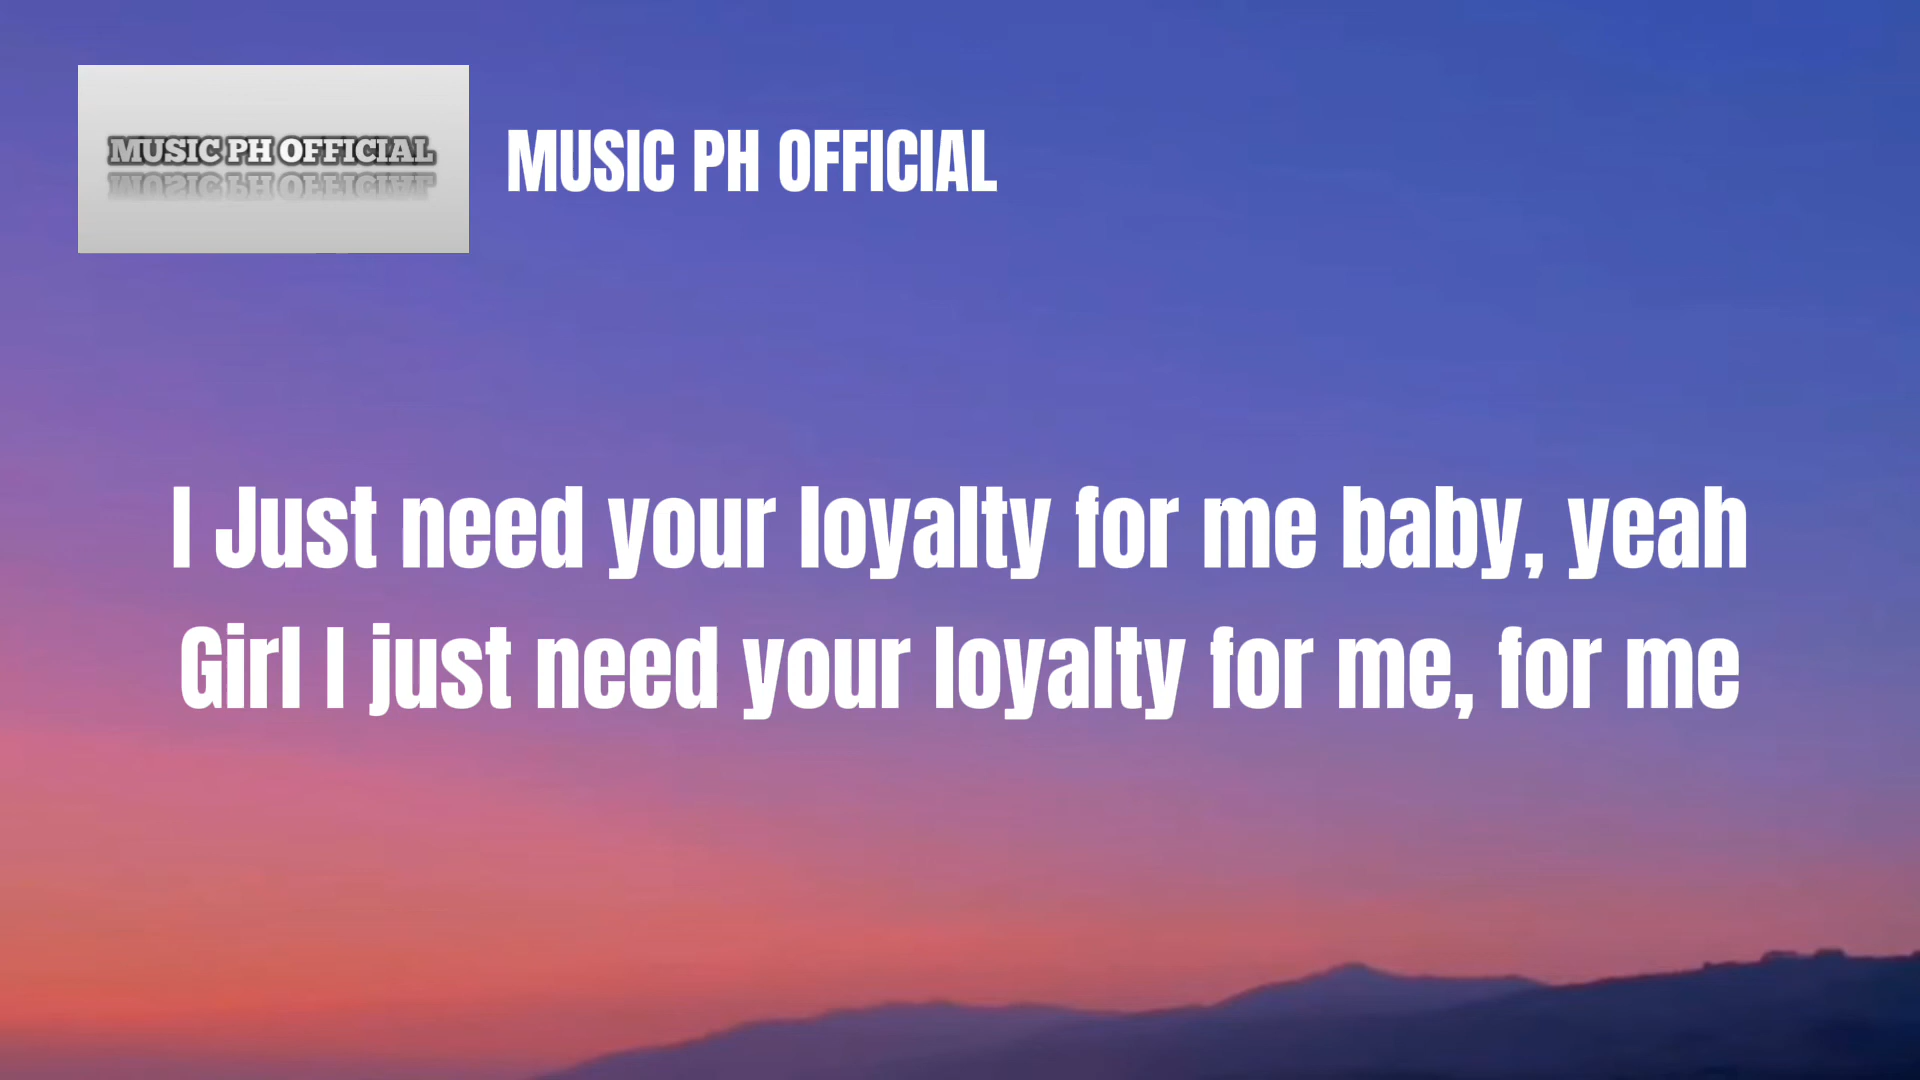 MUSIC PH OFFICIAL
MUSIC PH OFFICIAL
I Just need your loyalty for me baby, yeah
Girl I just need your loyalty for me, for me